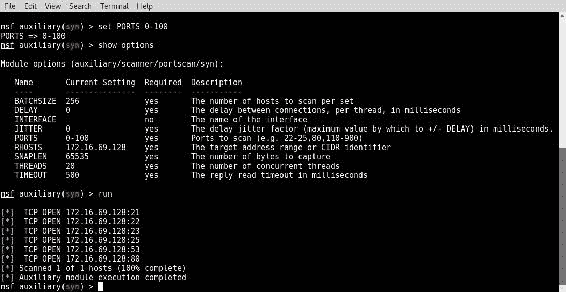 File Edit View Search Terminal Help
msf auxiliary(syn) > set PORTS 0-100
PORTS => 0-100
msf auxiliary(syn) > show options
Module options (auxiliary/scanner/portscan/syn):
Name Current Setting Required Description
---- --------------- -------- -----------
BATCHSIZE 256 yes The number of hosts to scan per set
DELAY 0 yes The delay between connections, per thread, in milliseconds
INTERFACE no The name of the interface
JITTER 0 yes The delay jitter factor (maximum value by which to +/- DELAY) in milliseconds.
PORTS 0-100 yes Ports to scan (e.g. 22-25,80,110-900)
RHOSTS 172.16.69.128 yes The target address range or CIDR identifier
SNAPLEN 65535 yes The number of bytes to capture
THREADS 20 yes The number of concurrent threads
TIMEOUT 500 yes The reply read timeout in milliseconds
msf auxiliary(syn) > run
[*] TCP OPEN 172.16.69.128:21
[*] TCP OPEN 172.16.69.128:22
[*] TCP OPEN 172.16.69.128:23
[*] TCP OPEN 172.16.69.128:25
[*] TCP OPEN 172.16.69.128:53
[*] TCP OPEN 172.16.69.128:80
[*] Scanned 1 of 1 hosts (100% complete)
[*] Auxiliary module execution completed
msf auxiliary(syn) >